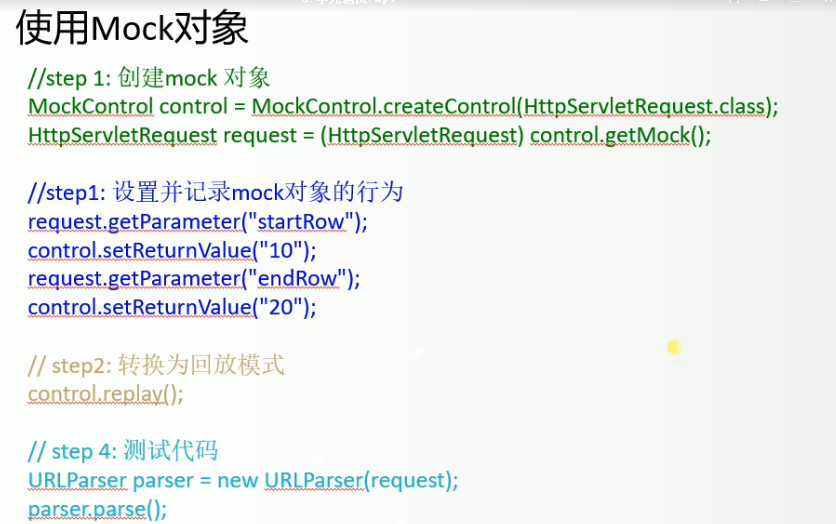 使用Mock对象
//step 1: 创建mock 对象
MockControl control = MockControl.createControl(HttpServletRequest.class);
HttpServletRequest request = (HttpServletRequest) control.getMock();
//step1: 设置并记录mock对象的行为
request.getParameter("startRow");
control.setReturnValue("10");
request.getParameter("endRow");
control.setReturnValue("20");
// step2: 转换为回放模式
control.replay();
// step 4: 测试代码
URLParser parser = new URLParser(request);
parser.parse();